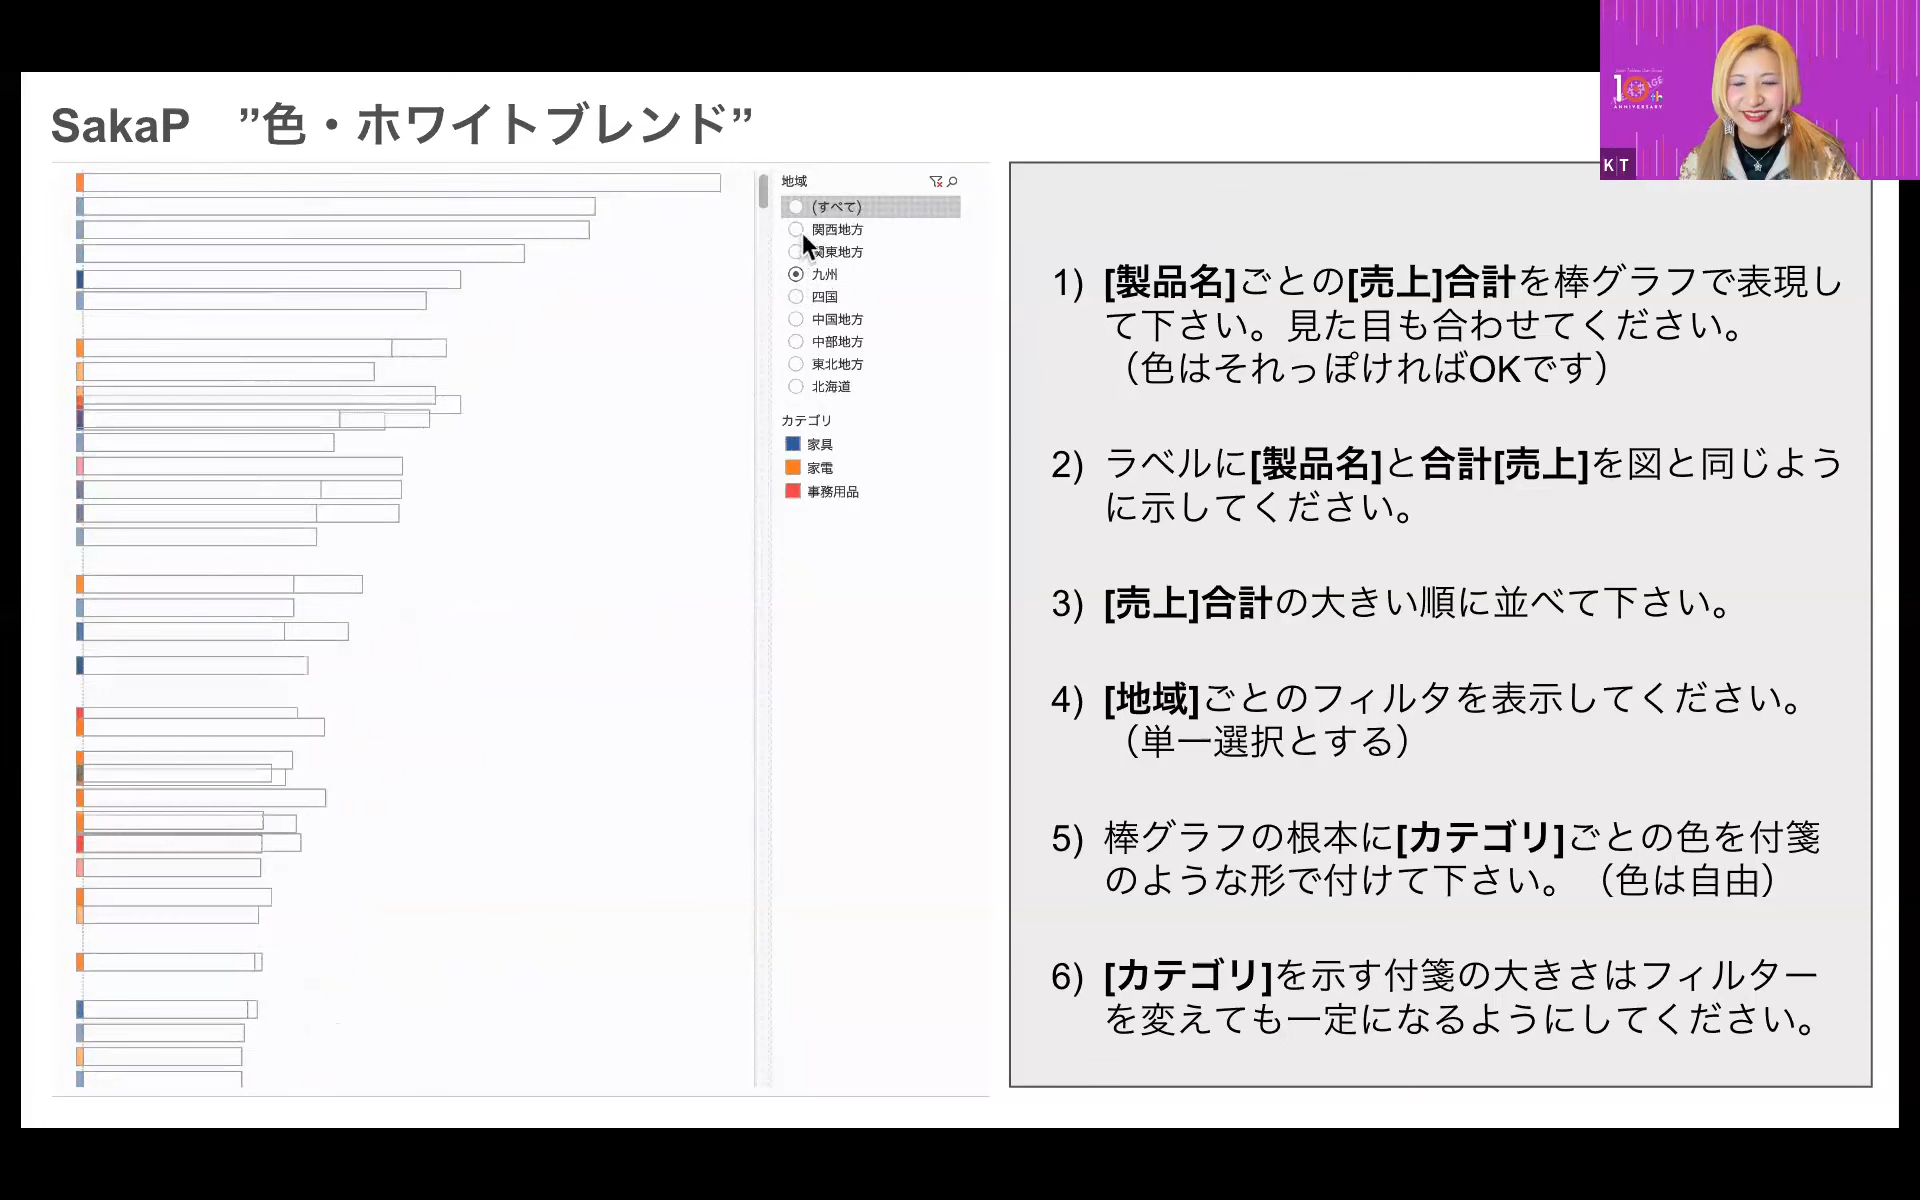 SakaP ”色・ホワイトブレンド”
地域
(すべて)
関西地方
関東地方
九州
四国
中国地方
中部地方
東北地方
北海道
カテゴリ
家具
家電
事務用品
1) [製品名]ごとの[売上]合計を棒グラフで表現し
て下さい。見た目も合わせてください。
（色はそれっぽければOKです）
2) ラベルに[製品名]と合計[売上]を図と同じよう
に示してください。
3) [売上]合計の大きい順に並べて下さい。
4) [地域]ごとのフィルタを表示してください。
（単一選択とする）
5) 棒グラフの根本に[カテゴリ]ごとの色を付箋
のような形で付けて下さい。（色は自由）
6) [カテゴリ]を示す付箋の大きさはフィルター
を変えても一定になるようにしてください。
10th
ANNIVERSARY
K T